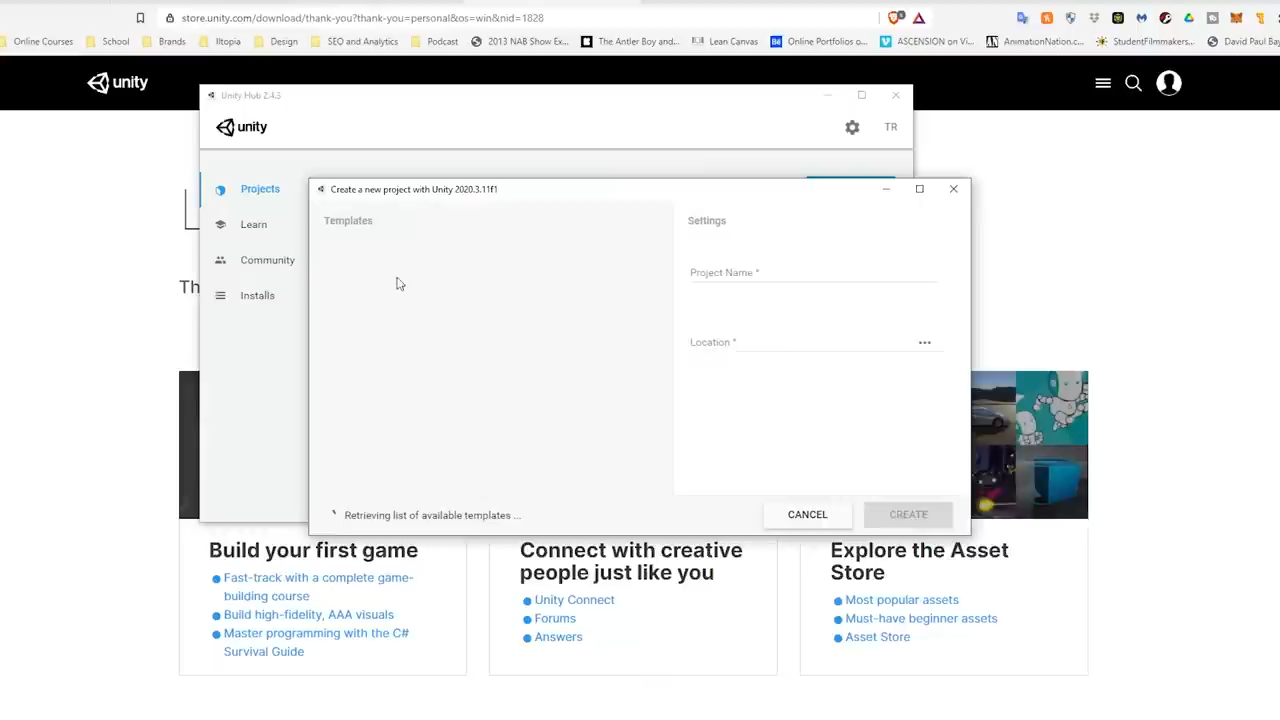 store.unity.com/download/thank-you?thank-you=personal&os=win&nid=1828
Online Courses
School
Brands
Iltopia
Design
SEO and Analytics
Podcast
2013 NAB Show Ex...
The Antler Boy and...
Lean Canvas
Online Portfolios o...
ASCENSION on Vi...
AnimationNation.c...
StudentFilmmakers...
David Paul Bay
unity
Unity Hub 2.4.3
unity
TR
Projects
Learn
Community
Installs
Create a new project with Unity 2020.3.11f1
Templates
Settings
Project Name *
Location *
Retrieving list of available templates ...
CANCEL
CREATE
Th
Build your first game
Fast-track with a complete game-
building course
Build high-fidelity, AAA visuals
Master programming with the C#
Survival Guide
Connect with creative
people just like you
Unity Connect
Forums
Answers
Explore the Asset
Store
Most popular assets
Must-have beginner assets
Asset Store